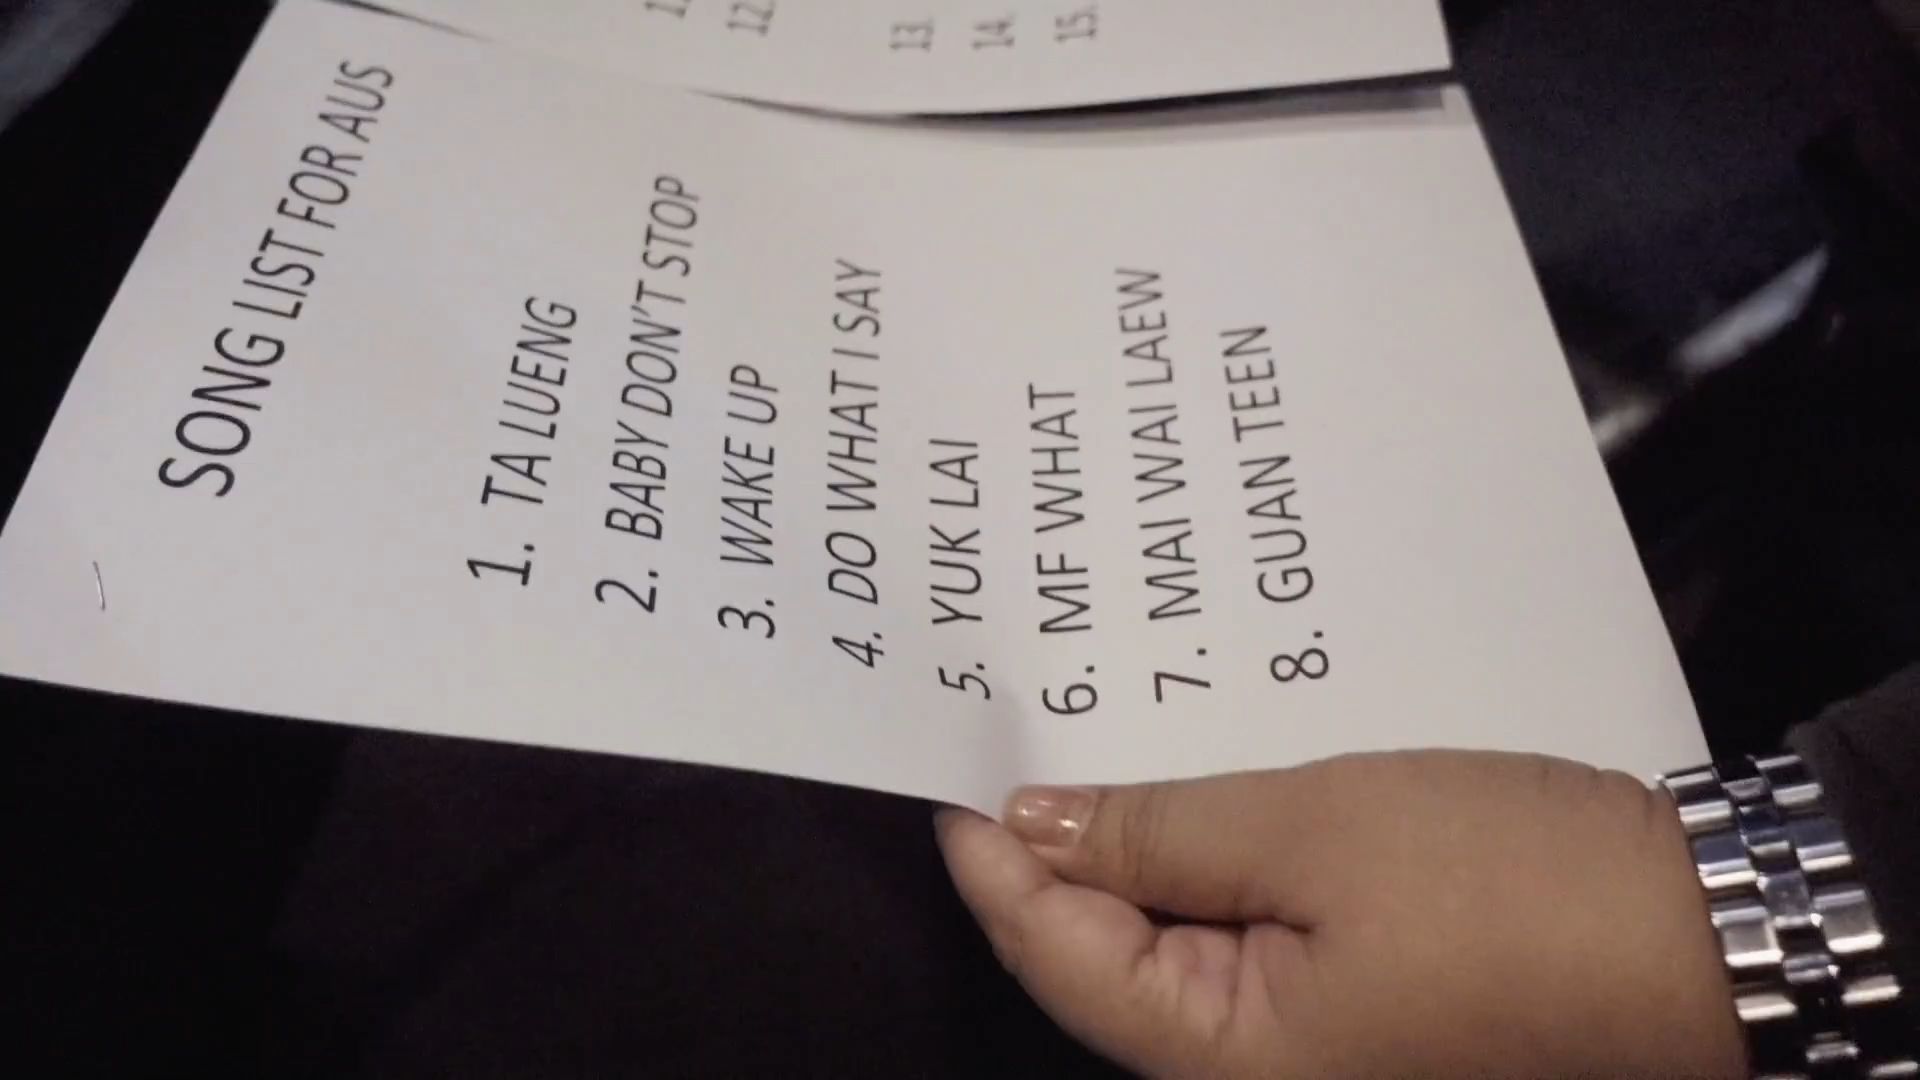 SONG LIST FOR AUS
1. TA LUENG
2. BABY DON'T STOP
3. WAKE UP
4. DO WHAT I SAY
5. YUK LAI
6. MF WHAT
7. MAI WAI LAEW
8. GUAN TEEN
12.
13.
14.
15.